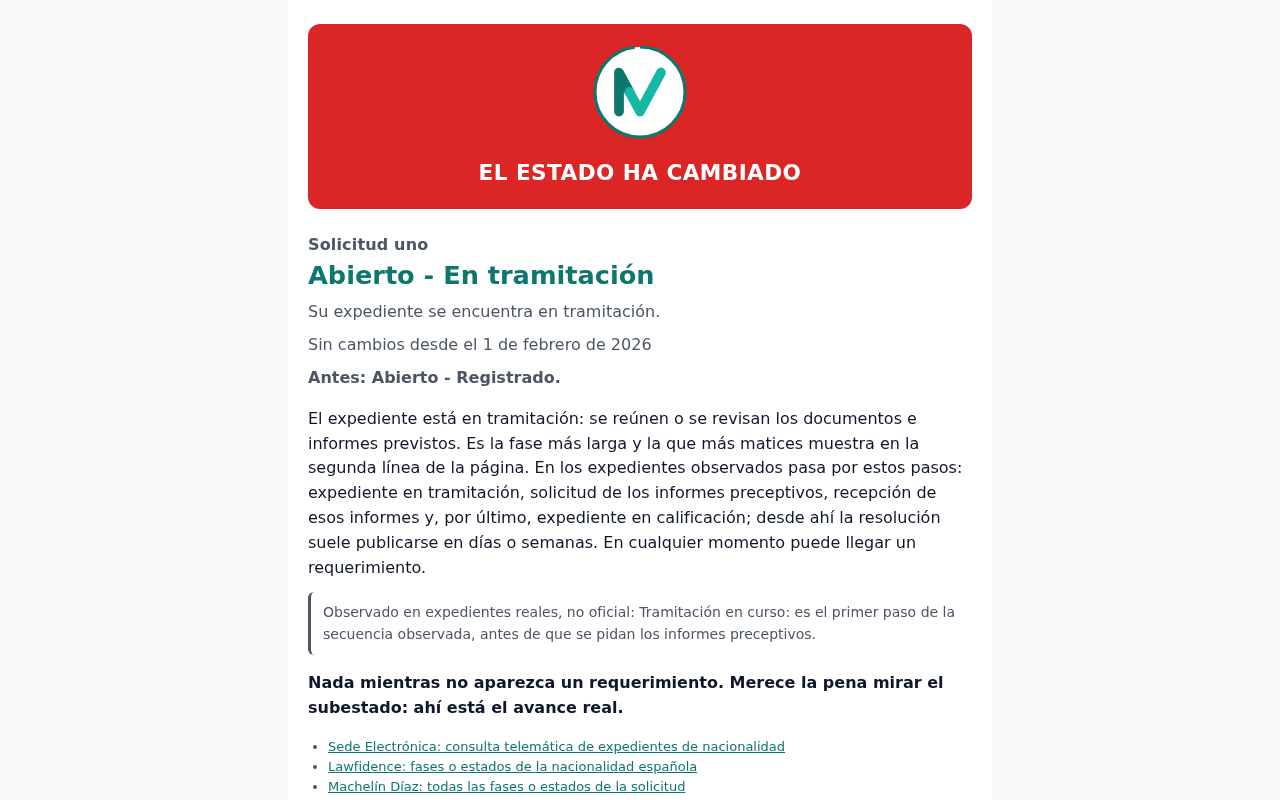 EL ESTADO HA CAMBIADO
Solicitud uno
Abierto - En tramitación
Su expediente se encuentra en tramitación.
Sin cambios desde el 1 de febrero de 2026
Antes: Abierto - Registrado.
El expediente está en tramitación: se reúnen o se revisan los documentos e
informes previstos. Es la fase más larga y la que más matices muestra en la
segunda línea de la página. En los expedientes observados pasa por estos pasos:
expediente en tramitación, solicitud de los informes preceptivos, recepción de
esos informes y, por último, expediente en calificación; desde ahí la resolución
suele publicarse en días o semanas. En cualquier momento puede llegar un
requerimiento.
Observado en expedientes reales, no oficial: Tramitación en curso: es el primer paso de la
secuencia observada, antes de que se pidan los informes preceptivos.
Nada mientras no aparezca un requerimiento. Merece la pena mirar el
subestado: ahí está el avance real.
Sede Electrónica: consulta telemática de expedientes de nacionalidad
Lawfidence: fases o estados de la nacionalidad española
Machelín Díaz: todas las fases o estados de la solicitud